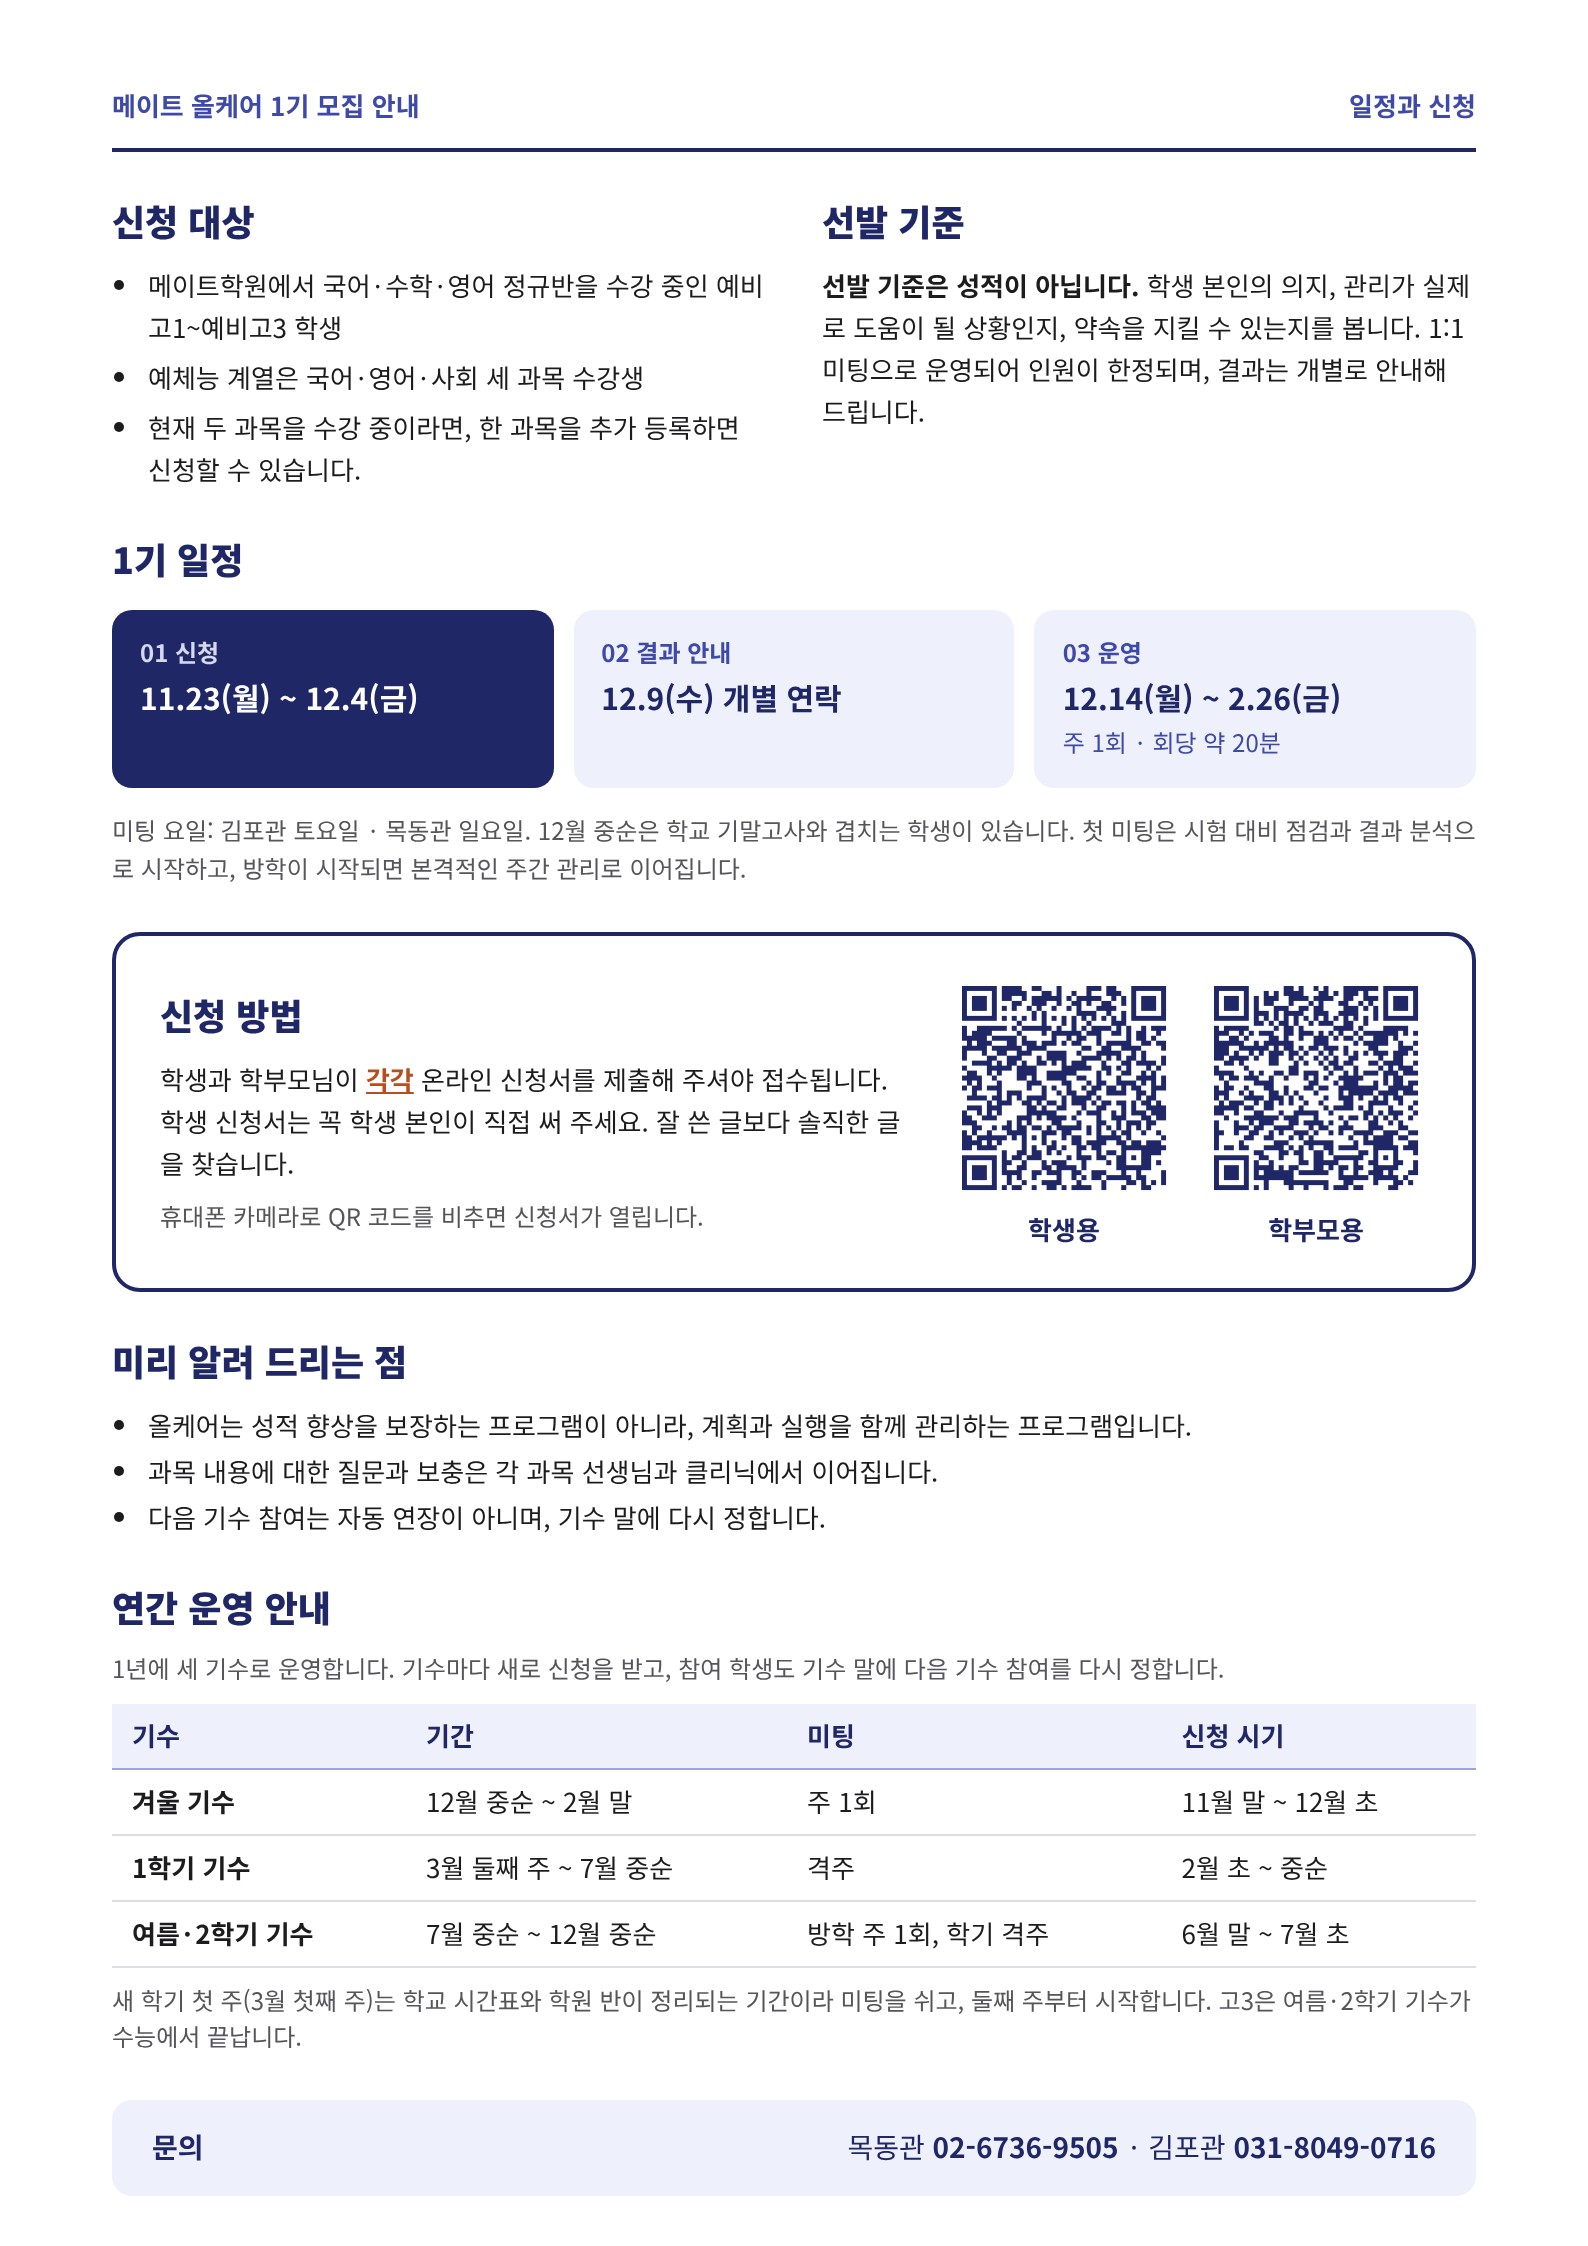 메이트 올케어 1기 모집 안내
일정과 신청
신청 대상
• 메이트학원에서 국어·수학·영어 정규반을 수강 중인 예비
고1~예비고3 학생
• 예체능 계열은 국어·영어·사회 세 과목 수강생
• 현재 두 과목을 수강 중이라면, 한 과목을 추가 등록하면
신청할 수 있습니다.
선발 기준
선발 기준은 성적이 아닙니다. 학생 본인의 의지, 관리가 실제
로 도움이 될 상황인지, 약속을 지킬 수 있는지를 봅니다. 1:1
미팅으로 운영되어 인원이 한정되며, 결과는 개별로 안내해
드립니다.
1기 일정
01 신청
11.23(월) ~ 12.4(금)
02 결과 안내
12.9(수) 개별 연락
03 운영
12.14(월) ~ 2.26(금)
주 1회 · 회당 약 20분
미팅 요일: 김포관 토요일 · 목동관 일요일. 12월 중순은 학교 기말고사와 겹치는 학생이 있습니다. 첫 미팅은 시험 대비 점검과 결과 분석으
로 시작하고, 방학이 시작되면 본격적인 주간 관리로 이어집니다.
신청 방법
학생과 학부모님이 각각 온라인 신청서를 제출해 주셔야 접수됩니다.
학생 신청서는 꼭 학생 본인이 직접 써 주세요. 잘 쓴 글보다 솔직한 글
을 찾습니다.
휴대폰 카메라로 QR 코드를 비추면 신청서가 열립니다.
학생용
학부모용
미리 알려 드리는 점
• 올케어는 성적 향상을 보장하는 프로그램이 아니라, 계획과 실행을 함께 관리하는 프로그램입니다.
• 과목 내용에 대한 질문과 보충은 각 과목 선생님과 클리닉에서 이어집니다.
• 다음 기수 참여는 자동 연장이 아니며, 기수 말에 다시 정합니다.
연간 운영 안내
1년에 세 기수로 운영합니다. 기수마다 새로 신청을 받고, 참여 학생도 기수 말에 다음 기수 참여를 다시 정합니다.
기수 기간 미팅 신청 시기
겨울 기수 12월 중순 ~ 2월 말 주 1회 11월 말 ~ 12월 초
1학기 기수 3월 둘째 주 ~ 7월 중순 격주 2월 초 ~ 중순
여름·2학기 기수 7월 중순 ~ 12월 중순 방학 주 1회, 학기 격주 6월 말 ~ 7월 초
새 학기 첫 주(3월 첫째 주)는 학교 시간표와 학원 반이 정리되는 기간이라 미팅을 쉬고, 둘째 주부터 시작합니다. 고3은 여름·2학기 기수가
수능에서 끝납니다.
문의
목동관 02-6736-9505 · 김포관 031-8049-0716